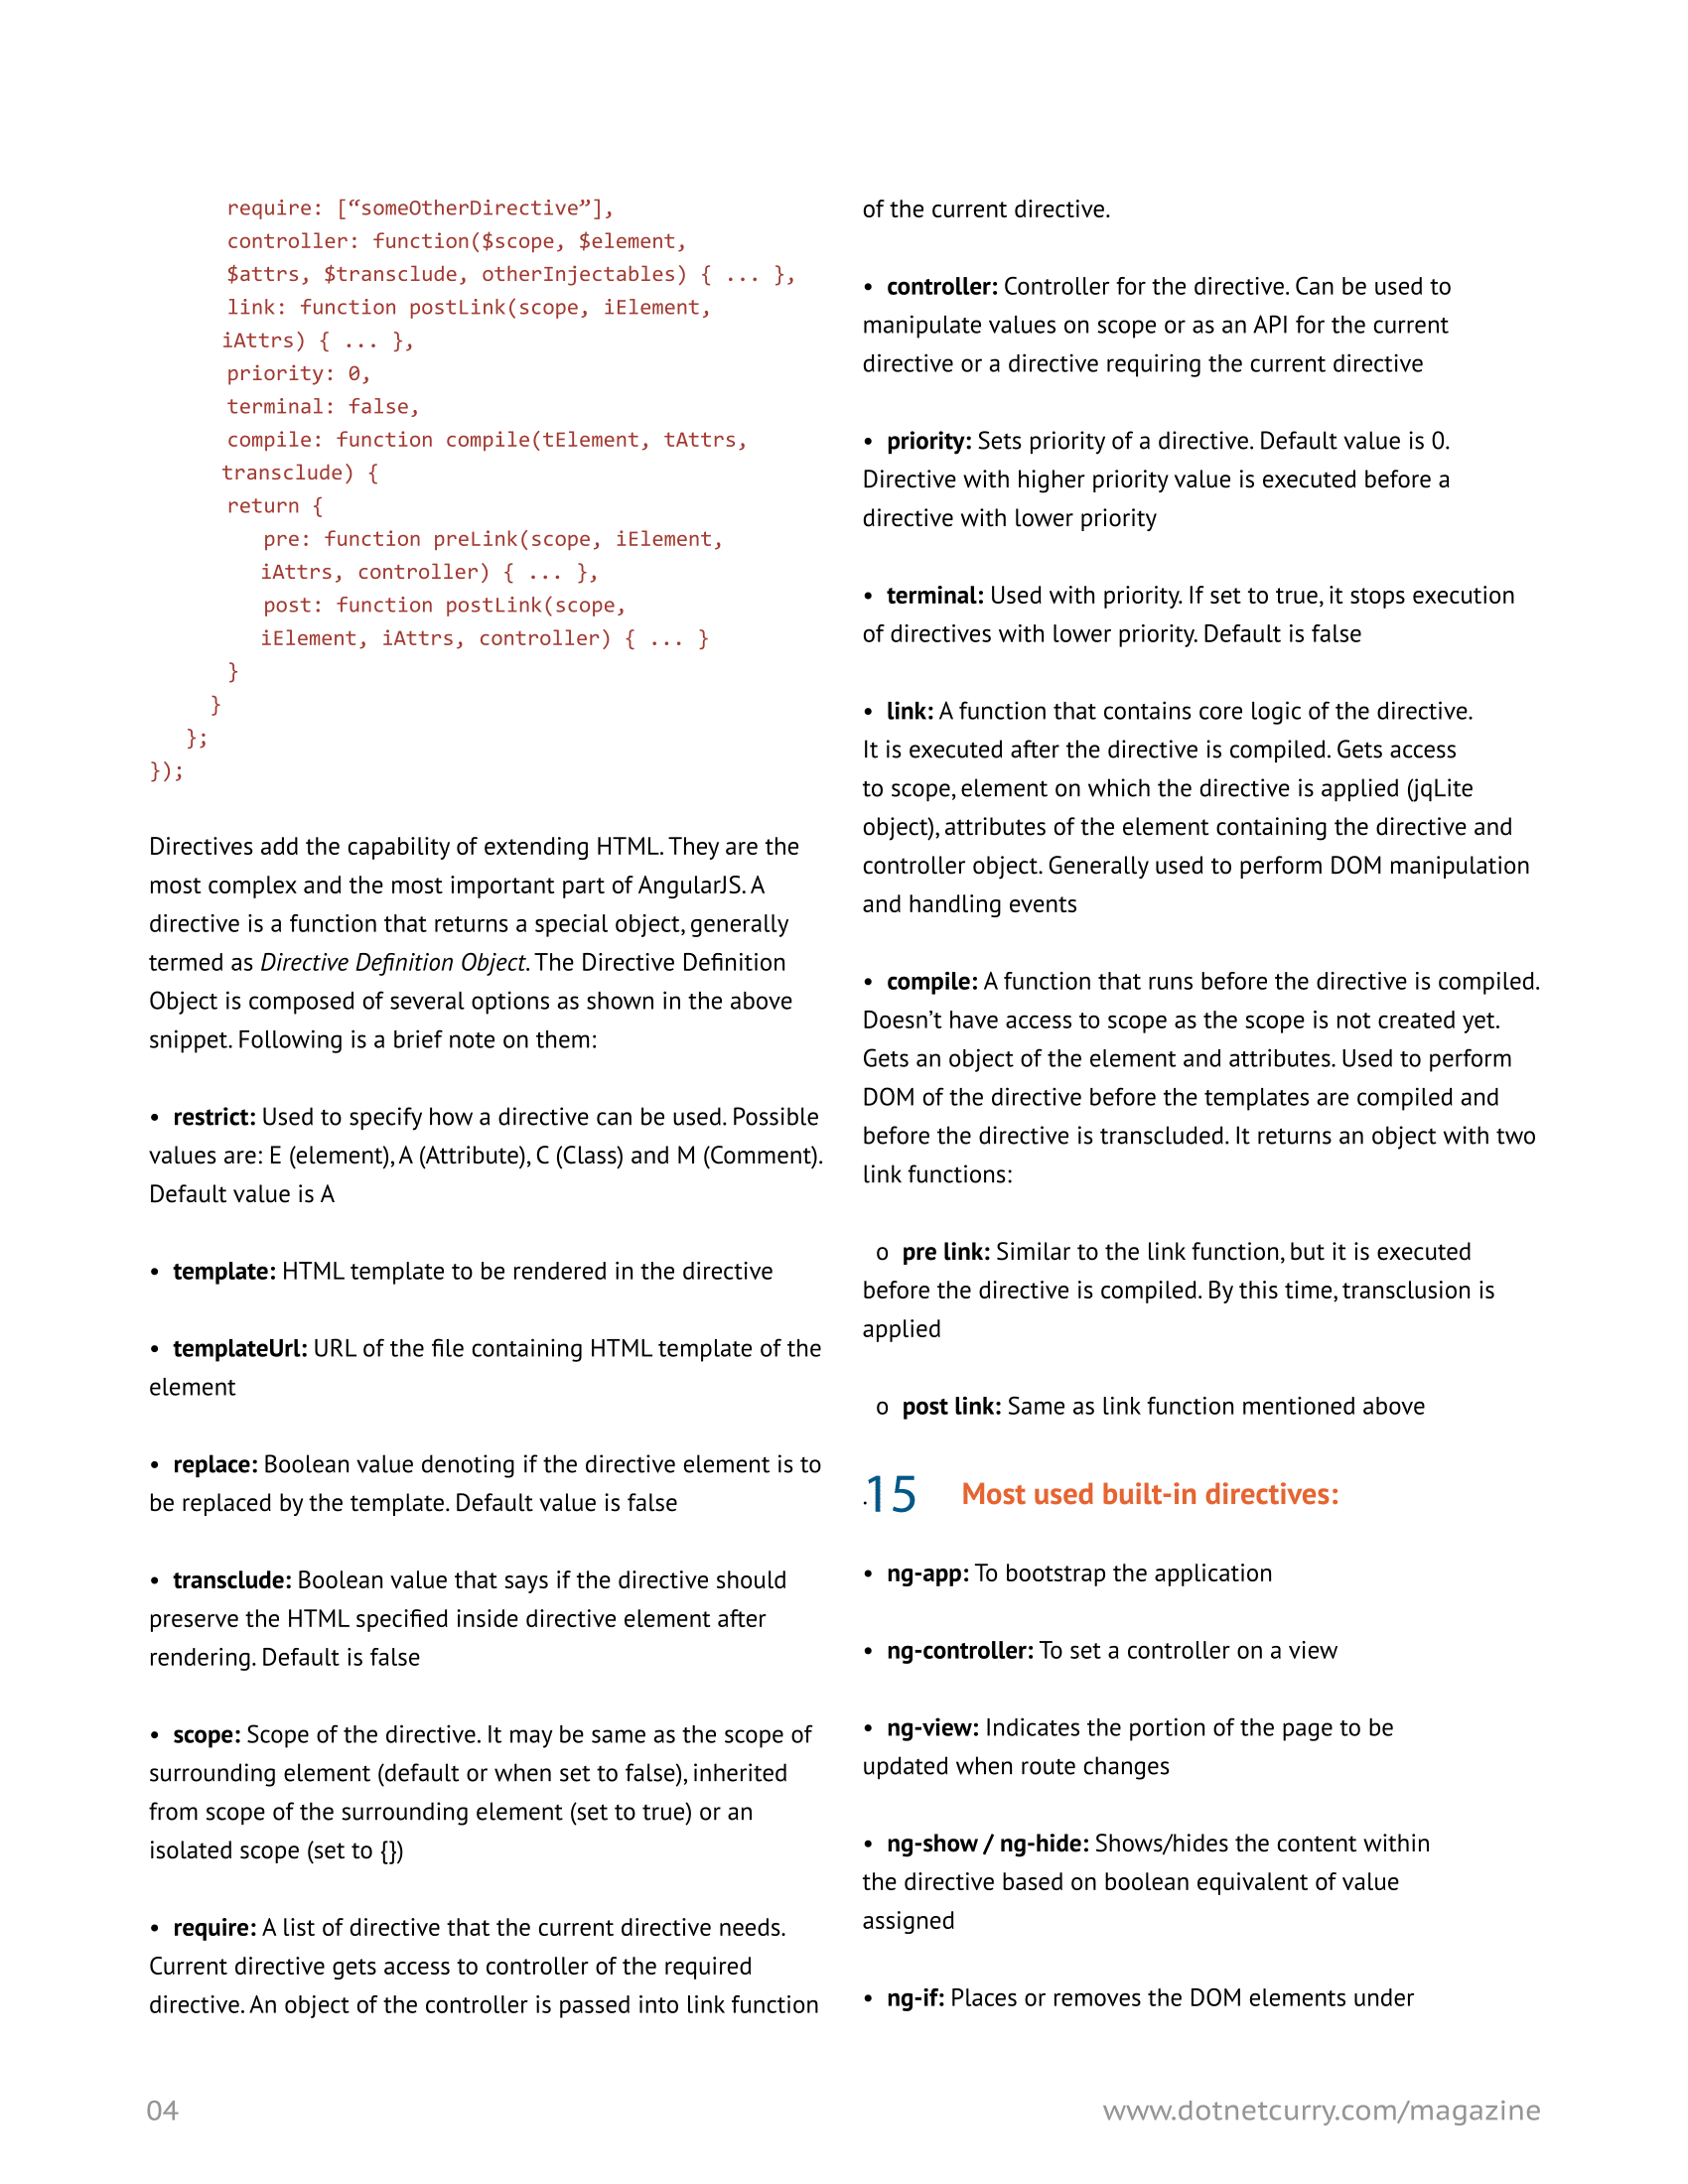 require: [“someOtherDirective”],
controller: function($scope, $element,
$attrs, $transclude, otherInjectables) { ... },
link: function postLink(scope, iElement,
iAttrs) { ... },
priority: 0,
terminal: false,
compile: function compile(tElement, tAttrs,
transclude) {
return {
pre: function preLink(scope, iElement,
iAttrs, controller) { ... },
post: function postLink(scope,
iElement, iAttrs, controller) { ... }
}
}
};
});
Directives add the capability of extending HTML. They are the
most complex and the most important part of AngularJS. A
directive is a function that returns a special object, generally
termed as Directive Definition Object. The Directive Definition
Object is composed of several options as shown in the above
snippet. Following is a brief note on them:
• restrict: Used to specify how a directive can be used. Possible
values are: E (element), A (Attribute), C (Class) and M (Comment).
Default value is A
• template: HTML template to be rendered in the directive
• templateUrl: URL of the file containing HTML template of the
element
• replace: Boolean value denoting if the directive element is to
be replaced by the template. Default value is false
• transclude: Boolean value that says if the directive should
preserve the HTML specified inside directive element after
rendering. Default is false
• scope: Scope of the directive. It may be same as the scope of
surrounding element (default or when set to false), inherited
from scope of the surrounding element (set to true) or an
isolated scope (set to {})
• require: A list of directive that the current directive needs.
Current directive gets access to controller of the required
directive. An object of the controller is passed into link function
of the current directive.
• controller: Controller for the directive. Can be used to
manipulate values on scope or as an API for the current
directive or a directive requiring the current directive
• priority: Sets priority of a directive. Default value is 0.
Directive with higher priority value is executed before a
directive with lower priority
• terminal: Used with priority. If set to true, it stops execution
of directives with lower priority. Default is false
• link: A function that contains core logic of the directive.
It is executed after the directive is compiled. Gets access
to scope, element on which the directive is applied (jqLite
object), attributes of the element containing the directive and
controller object. Generally used to perform DOM manipulation
and handling events
• compile: A function that runs before the directive is compiled.
Doesn’t have access to scope as the scope is not created yet.
Gets an object of the element and attributes. Used to perform
DOM of the directive before the templates are compiled and
before the directive is transcluded. It returns an object with two
link functions:
o pre link: Similar to the link function, but it is executed
before the directive is compiled. By this time, transclusion is
applied
o post link: Same as link function mentioned above
.15 Most used built-in directives:
• ng-app: To bootstrap the application
• ng-controller: To set a controller on a view
• ng-view: Indicates the portion of the page to be
updated when route changes
• ng-show / ng-hide: Shows/hides the content within
the directive based on boolean equivalent of value
assigned
• ng-if: Places or removes the DOM elements under
04
www.dotnetcurry.com/magazine